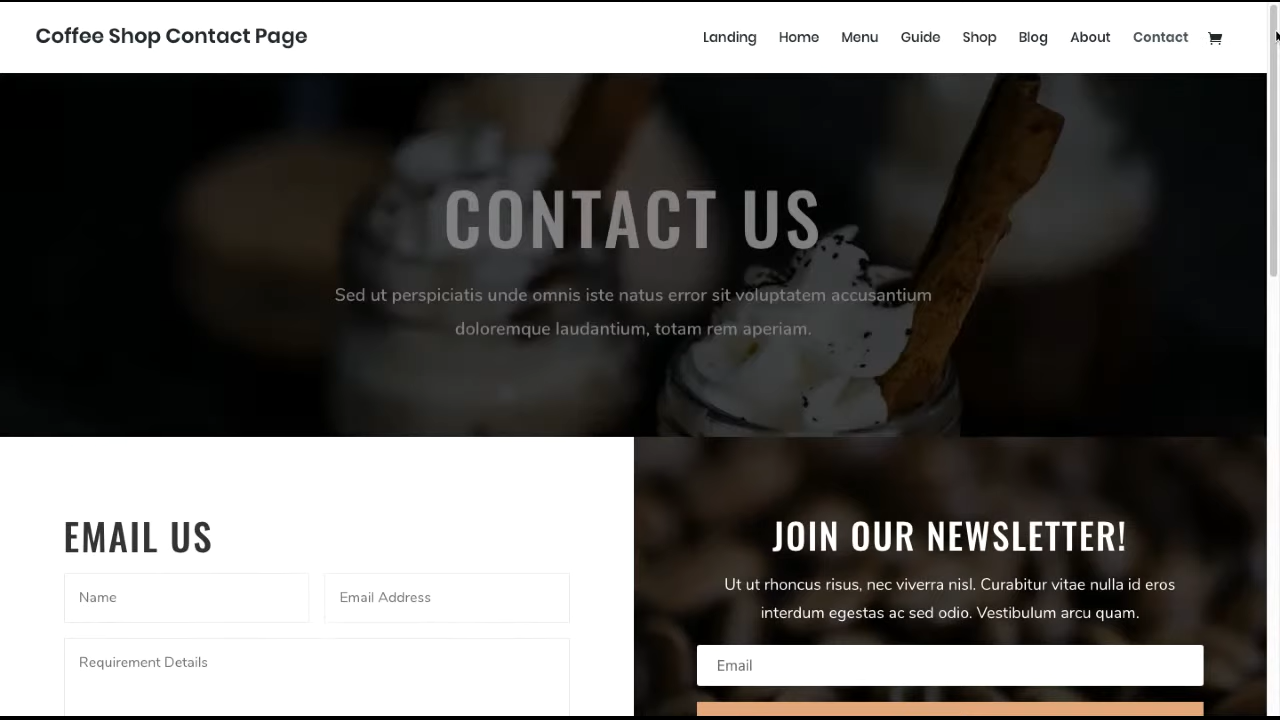 Coffee Shop Contact Page
Landing Home Menu Guide Shop Blog About Contact
CONTACT US
Sed ut perspiciatis unde omnis iste natus error sit voluptatem accusantium
doloremque laudantium, totam rem aperiam.
EMAIL US
Name
Email Address
Requirement Details
JOIN OUR NEWSLETTER!
Ut ut rhoncus risus, nec viverra nisl. Curabitur vitae nulla id eros
interdum egestas ac sed odio. Vestibulum arcu quam.
Email